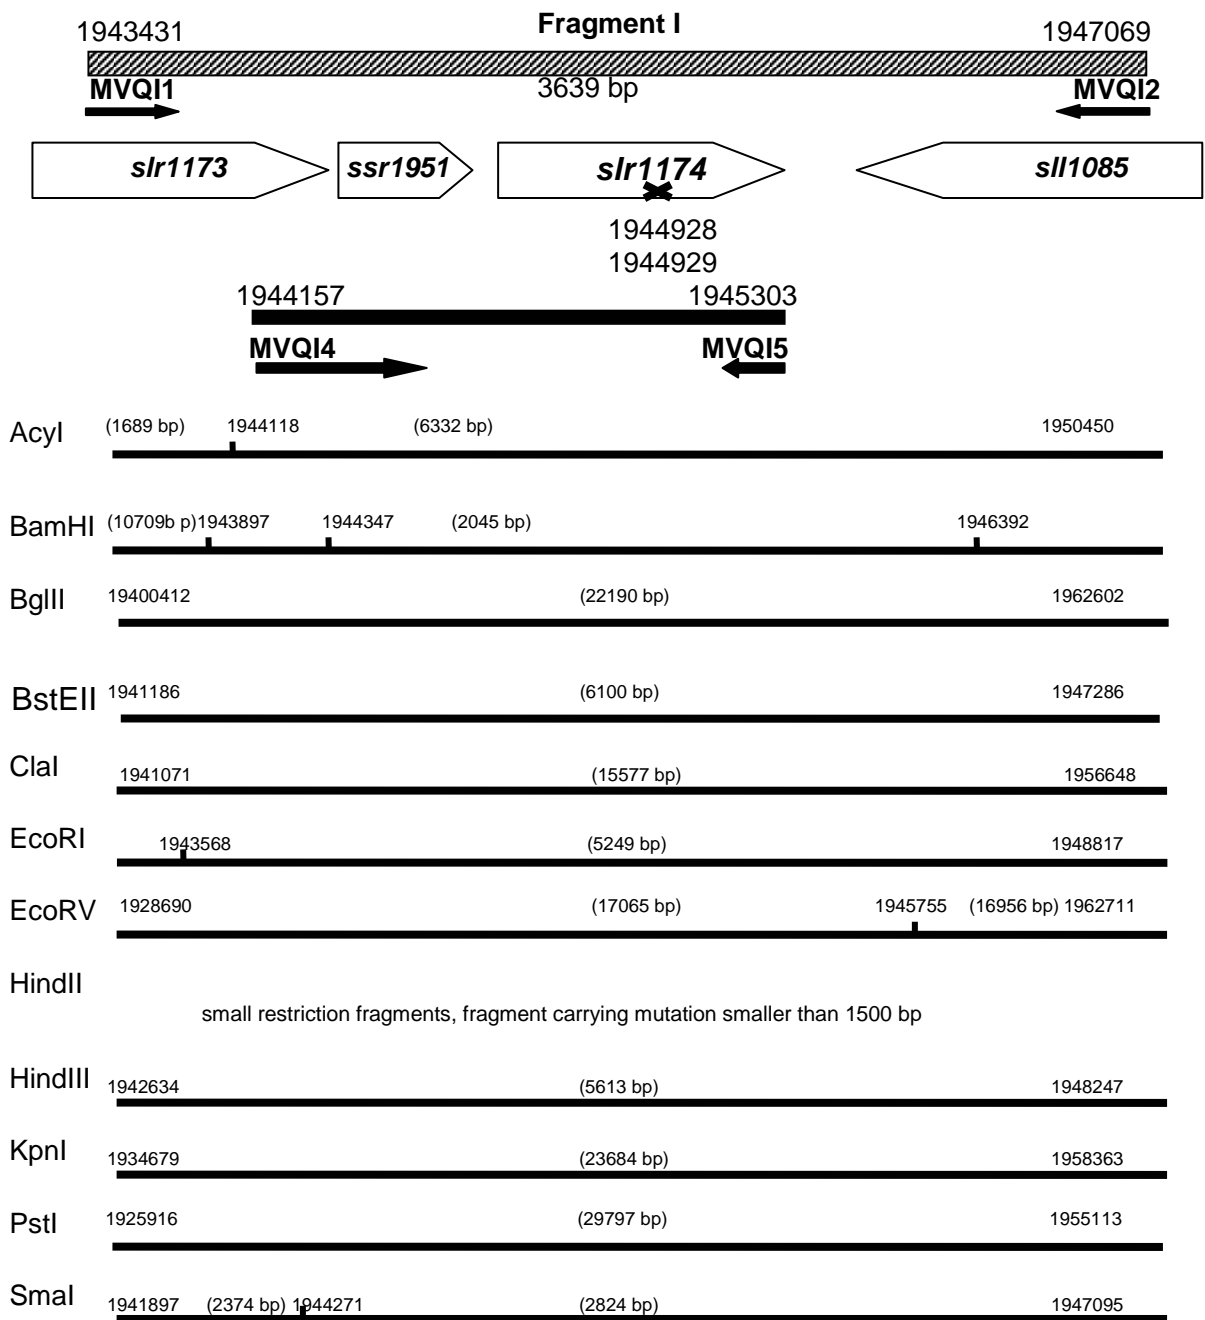 Fragment I
1943431 1947069
MVQI1 3639 bp MVQI2
slr1173 ssr1951 slr1174 sll1085
1944928
1944929
1944157 1945303
MVQI4 MVQI5
AcyI (1689 bp) 1944118 (6332 bp) 1950450
BamHI (10709b p)1943897 1944347 (2045 bp) 1946392
BglII 19400412 (22190 bp) 1962602
BstEII 1941186 (6100 bp) 1947286
ClaI 1941071 (15577 bp) 1956648
EcoRI 1943568 (5249 bp) 1948817
EcoRV 1928690 (17065 bp) 1945755 (16956 bp) 1962711
HindII
small restriction fragments, fragment carrying mutation smaller than 1500 bp
HindIII 1942634 (5613 bp) 1948247
KpnI 1934679 (23684 bp) 1958363
PstI 1925916 (29797 bp) 1955113
SmaI 1941897 (2374 bp) 1944271 (2824 bp) 1947095